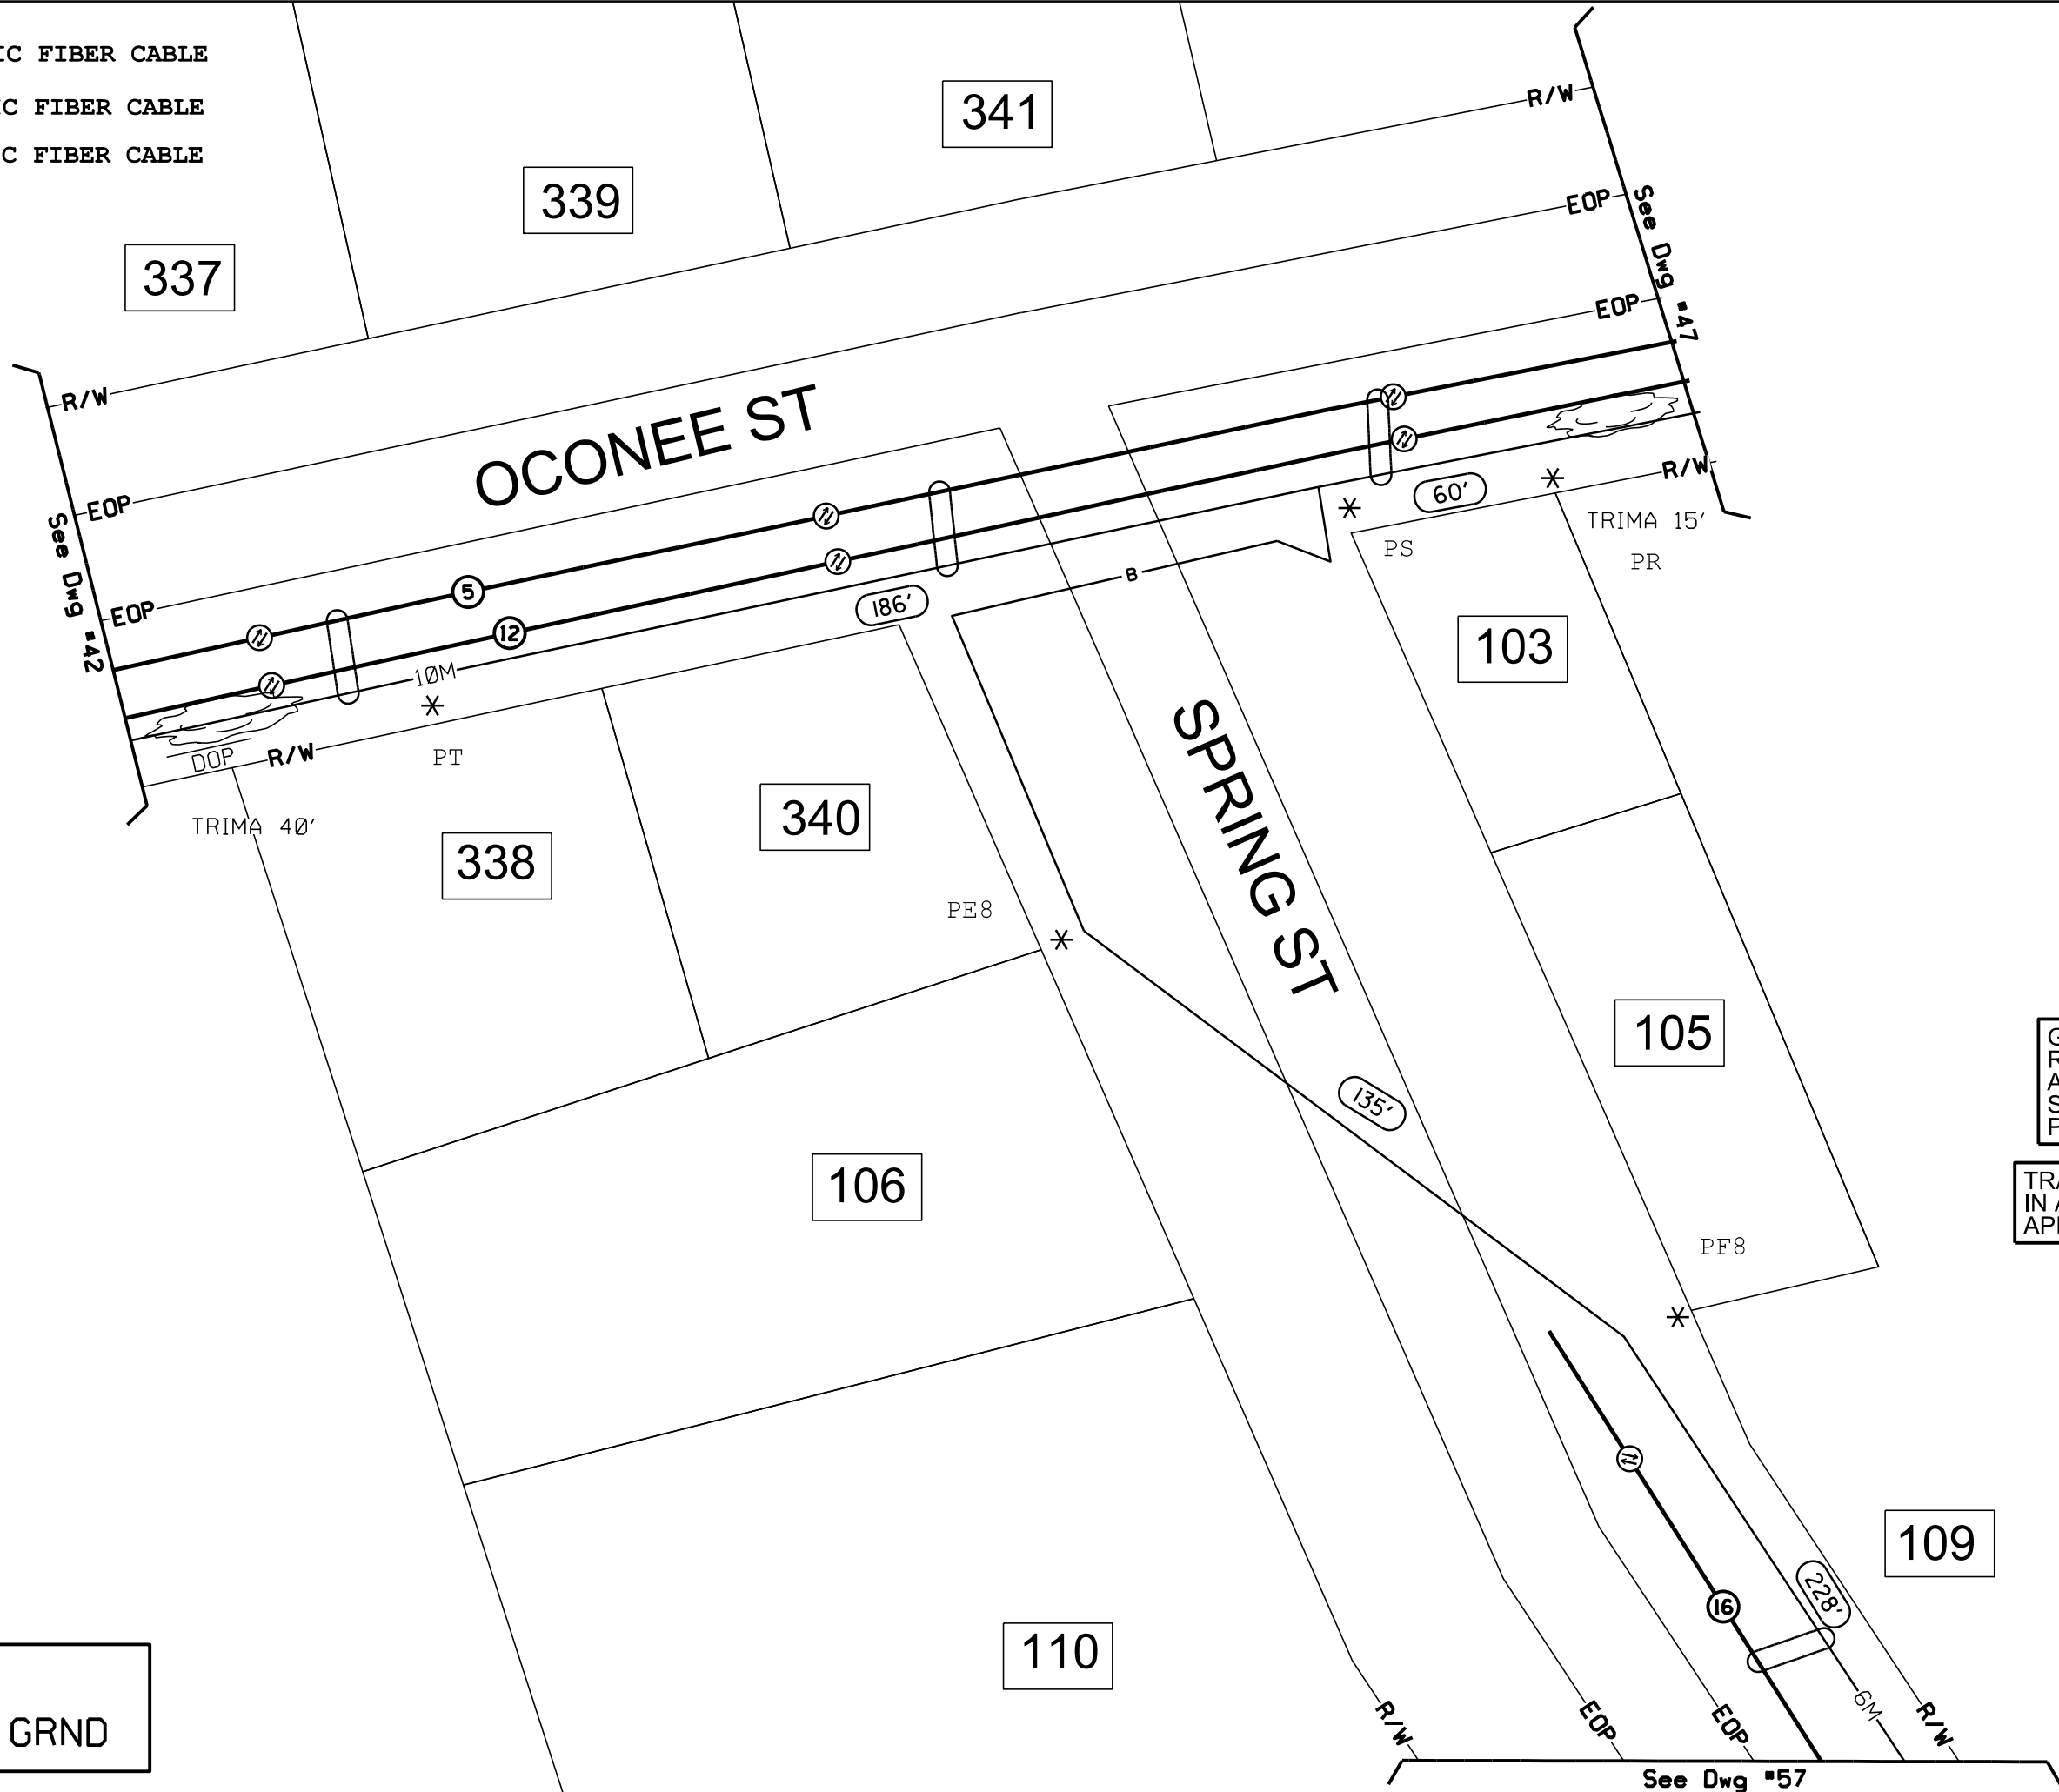 FIBER CABLE
FIBER CABLE
FIBER CABLE
341
R/W
339
EOP
See Dwg #47
337
EOP
R/W
OCONEE ST
EOP
R/W
60'
TRIMA 15'
PS
PR
See Dwg #42
EOP
5
12
186'
B
103
10M
PT
DOP
R/W
TRIMA 40'
SPRING ST
340
338
PE8
105
135'
106
PF8
109
228'
16
110
6M
R/W
EOP
EOP
R/W
GRND
See Dwg #57